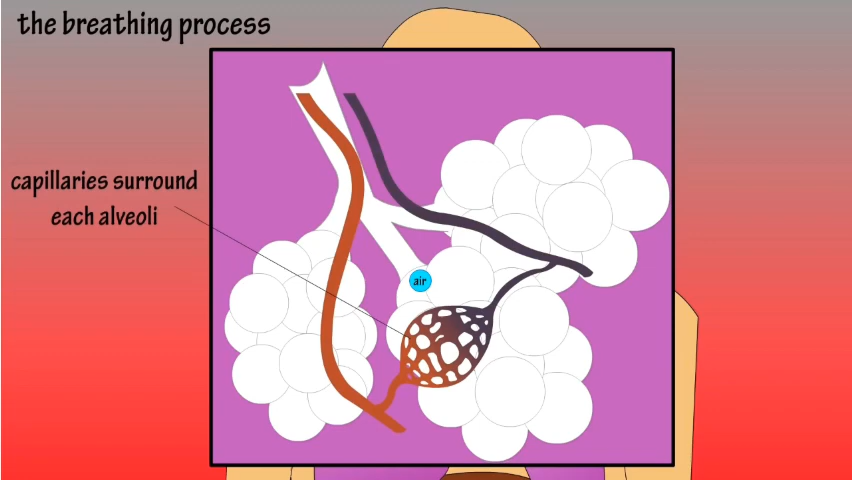 the breathing process
capillaries surround
each alveoli
air